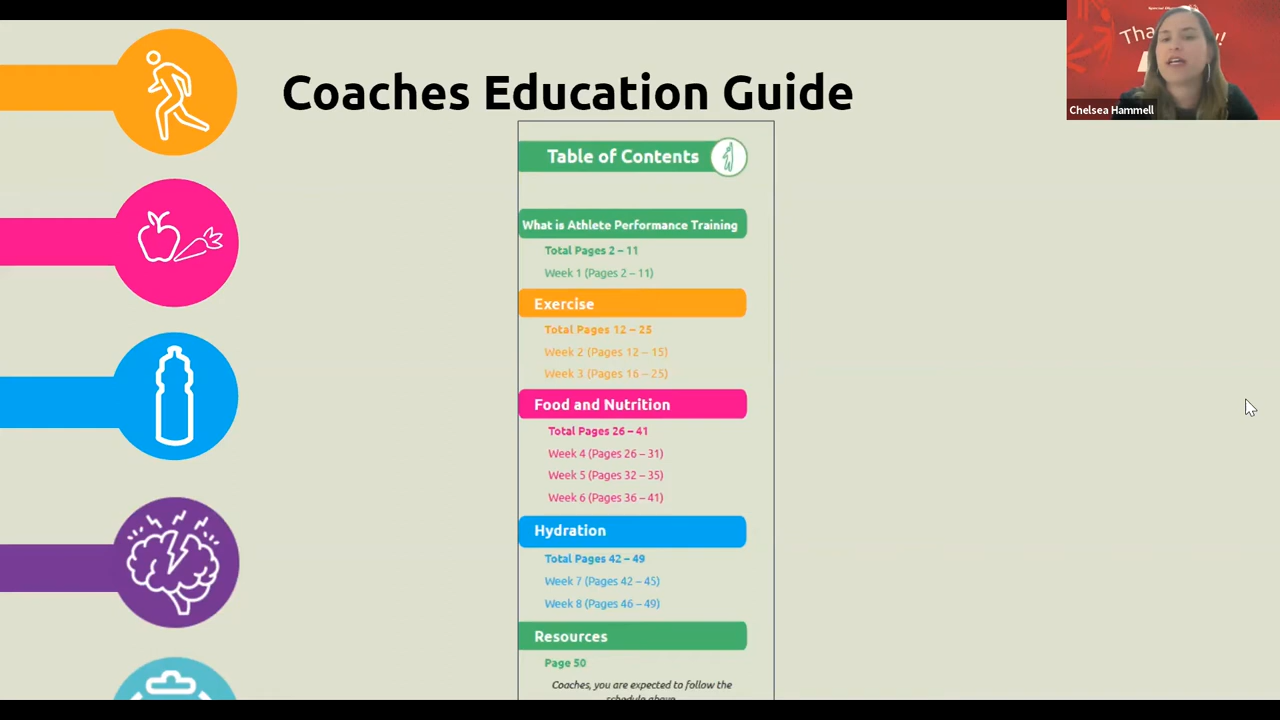 Coaches Education Guide
Chelsea Hammell
Table of Contents
What is Athlete Performance Training
Total Pages 2 – 11
Week 1 (Pages 2 – 11)
Exercise
Total Pages 12 – 25
Week 2 (Pages 12 – 15)
Week 3 (Pages 16 – 25)
Food and Nutrition
Total Pages 26 – 41
Week 4 (Pages 26 – 31)
Week 5 (Pages 32 – 35)
Week 6 (Pages 36 – 41)
Hydration
Total Pages 42 – 49
Week 7 (Pages 42 – 45)
Week 8 (Pages 46 – 49)
Resources
Page 50
Coaches, you are expected to follow the
schedule above